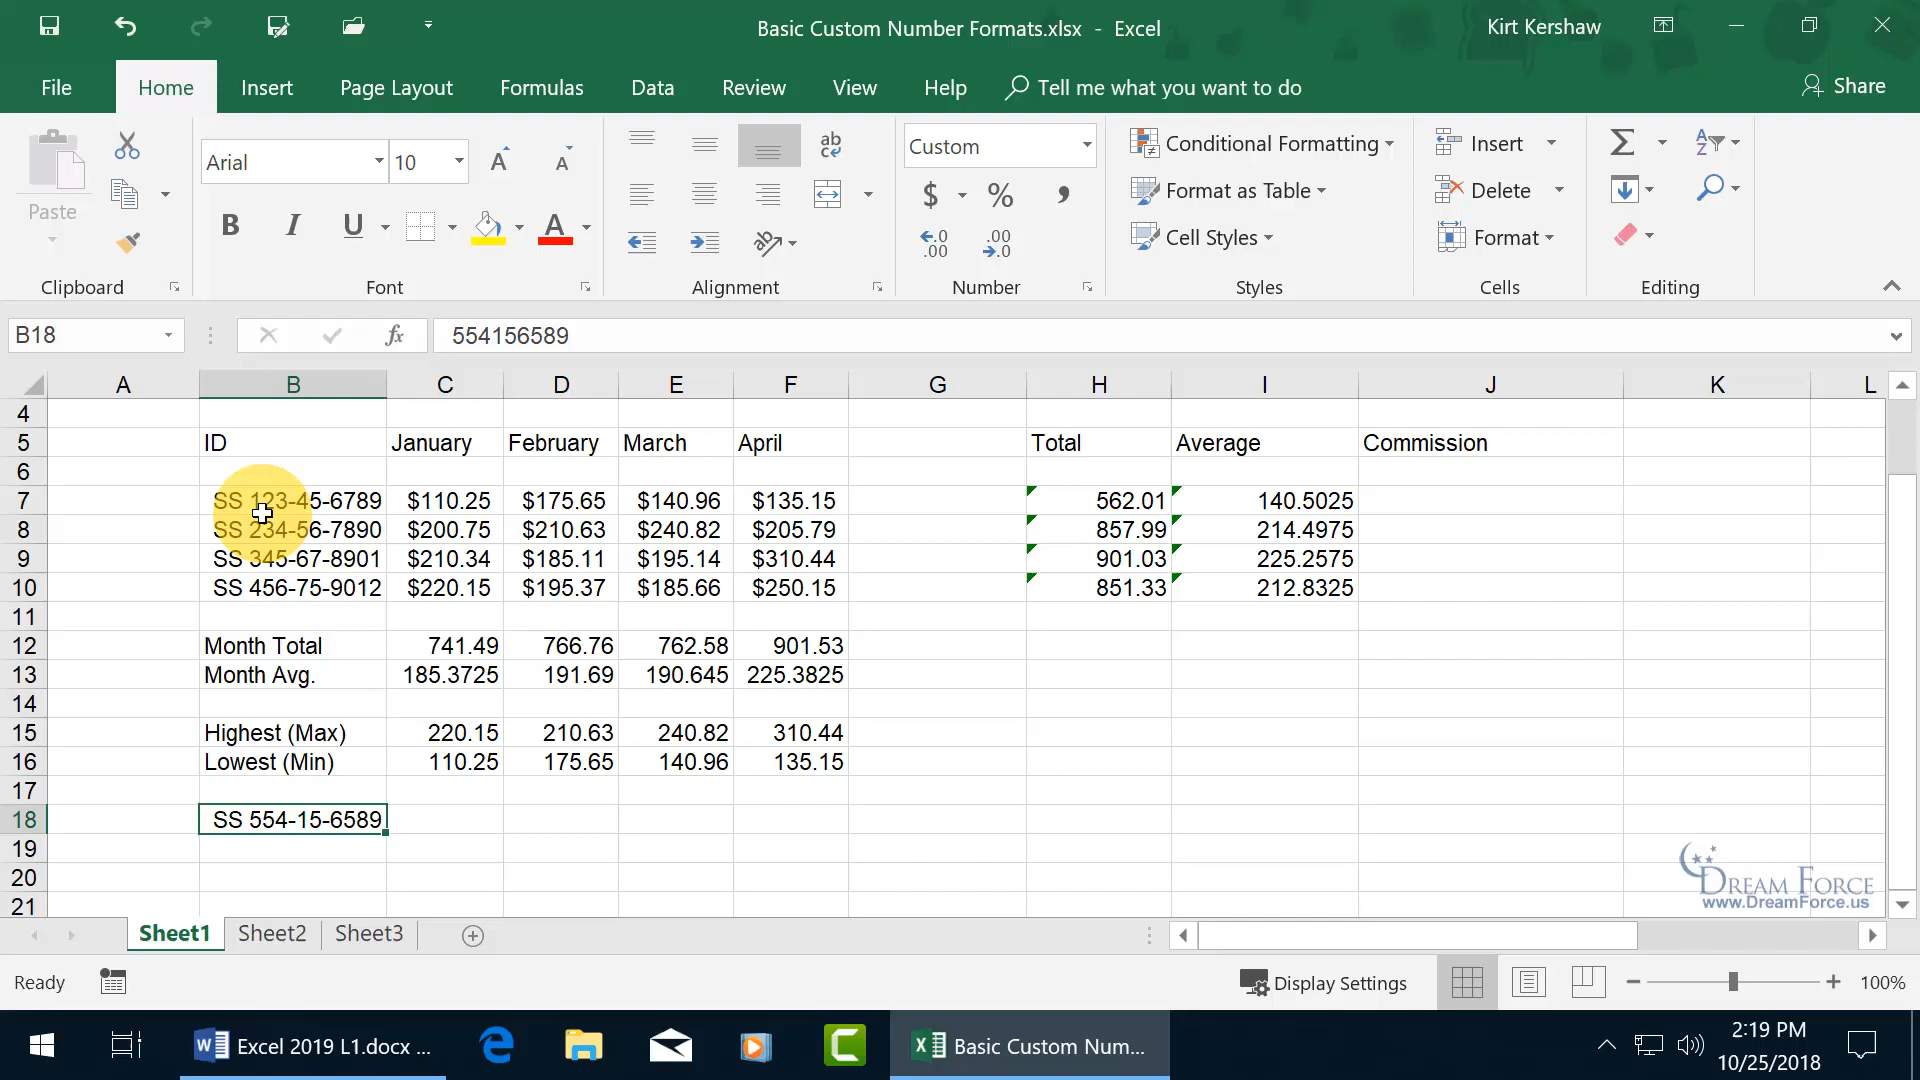 Basic Custom Number Formats.xlsx - Excel
Kirt Kershaw
File Home Insert Page Layout Formulas Data Review View Help Tell me what you want to do Share
Paste
Arial 10
B I U A
ab
Custom
$ % ,
Conditional Formatting
Format as Table
Cell Styles
Insert
Delete
Format
Clipboard Font Alignment Number Styles Cells Editing
B18 fx 554156589
A B C D E F G H I J K L
4
5 ID January February March April Total Average Commission
6
7 SS 123-45-6789 $110.25 $175.65 $140.96 $135.15 562.01 140.5025
8 SS 234-56-7890 $200.75 $210.63 $240.82 $205.79 857.99 214.4975
9 SS 345-67-8901 $210.34 $185.11 $195.14 $310.44 901.03 225.2575
10 SS 456-75-9012 $220.15 $195.37 $185.66 $250.15 851.33 212.8325
11
12 Month Total 741.49 766.76 762.58 901.53
13 Month Avg. 185.3725 191.69 190.645 225.3825
14
15 Highest (Max) 220.15 210.63 240.82 310.44
16 Lowest (Min) 110.25 175.65 140.96 135.15
17
18 SS 554-15-6589
19
20
21
DREAM FORCE
www.DreamForce.us
Sheet1 Sheet2 Sheet3
Ready Display Settings 100%
Excel 2019 L1.docx ... Basic Custom Num...
2:19 PM
10/25/2018